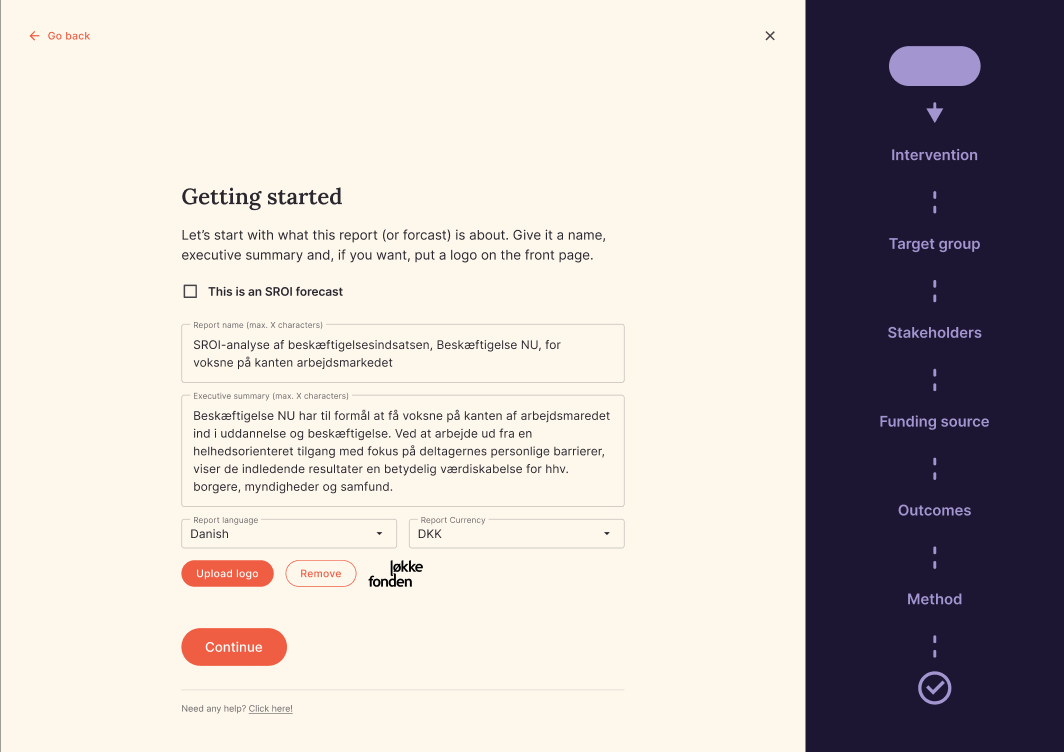 Go back
Getting started
Let’s start with what this report (or forcast) is about. Give it a name,
executive summary and, if you want, put a logo on the front page.
This is an SROI forecast
Report name (max. X characters)
SROI-analyse af beskæftigelsesindsatsen, Beskæftigelse NU, for
voksne på kanten arbejdsmarkedet
Executive summary (max. X characters)
Beskæftigelse NU har til formål at få voksne på kanten af arbejdsmaredet
ind i uddannelse og beskæftigelse. Ved at arbejde ud fra en
helhedsorienteret tilgang med fokus på deltagernes personlige barrierer,
viser de indledende resultater en betydelig værdiskabelse for hhv.
borgere, myndigheder og samfund.
Report language
Danish
Report Currency
DKK
Upload logo
Remove
løkke
fonden
Continue
Need any help? Click here!
Intervention
Target group
Stakeholders
Funding source
Outcomes
Method